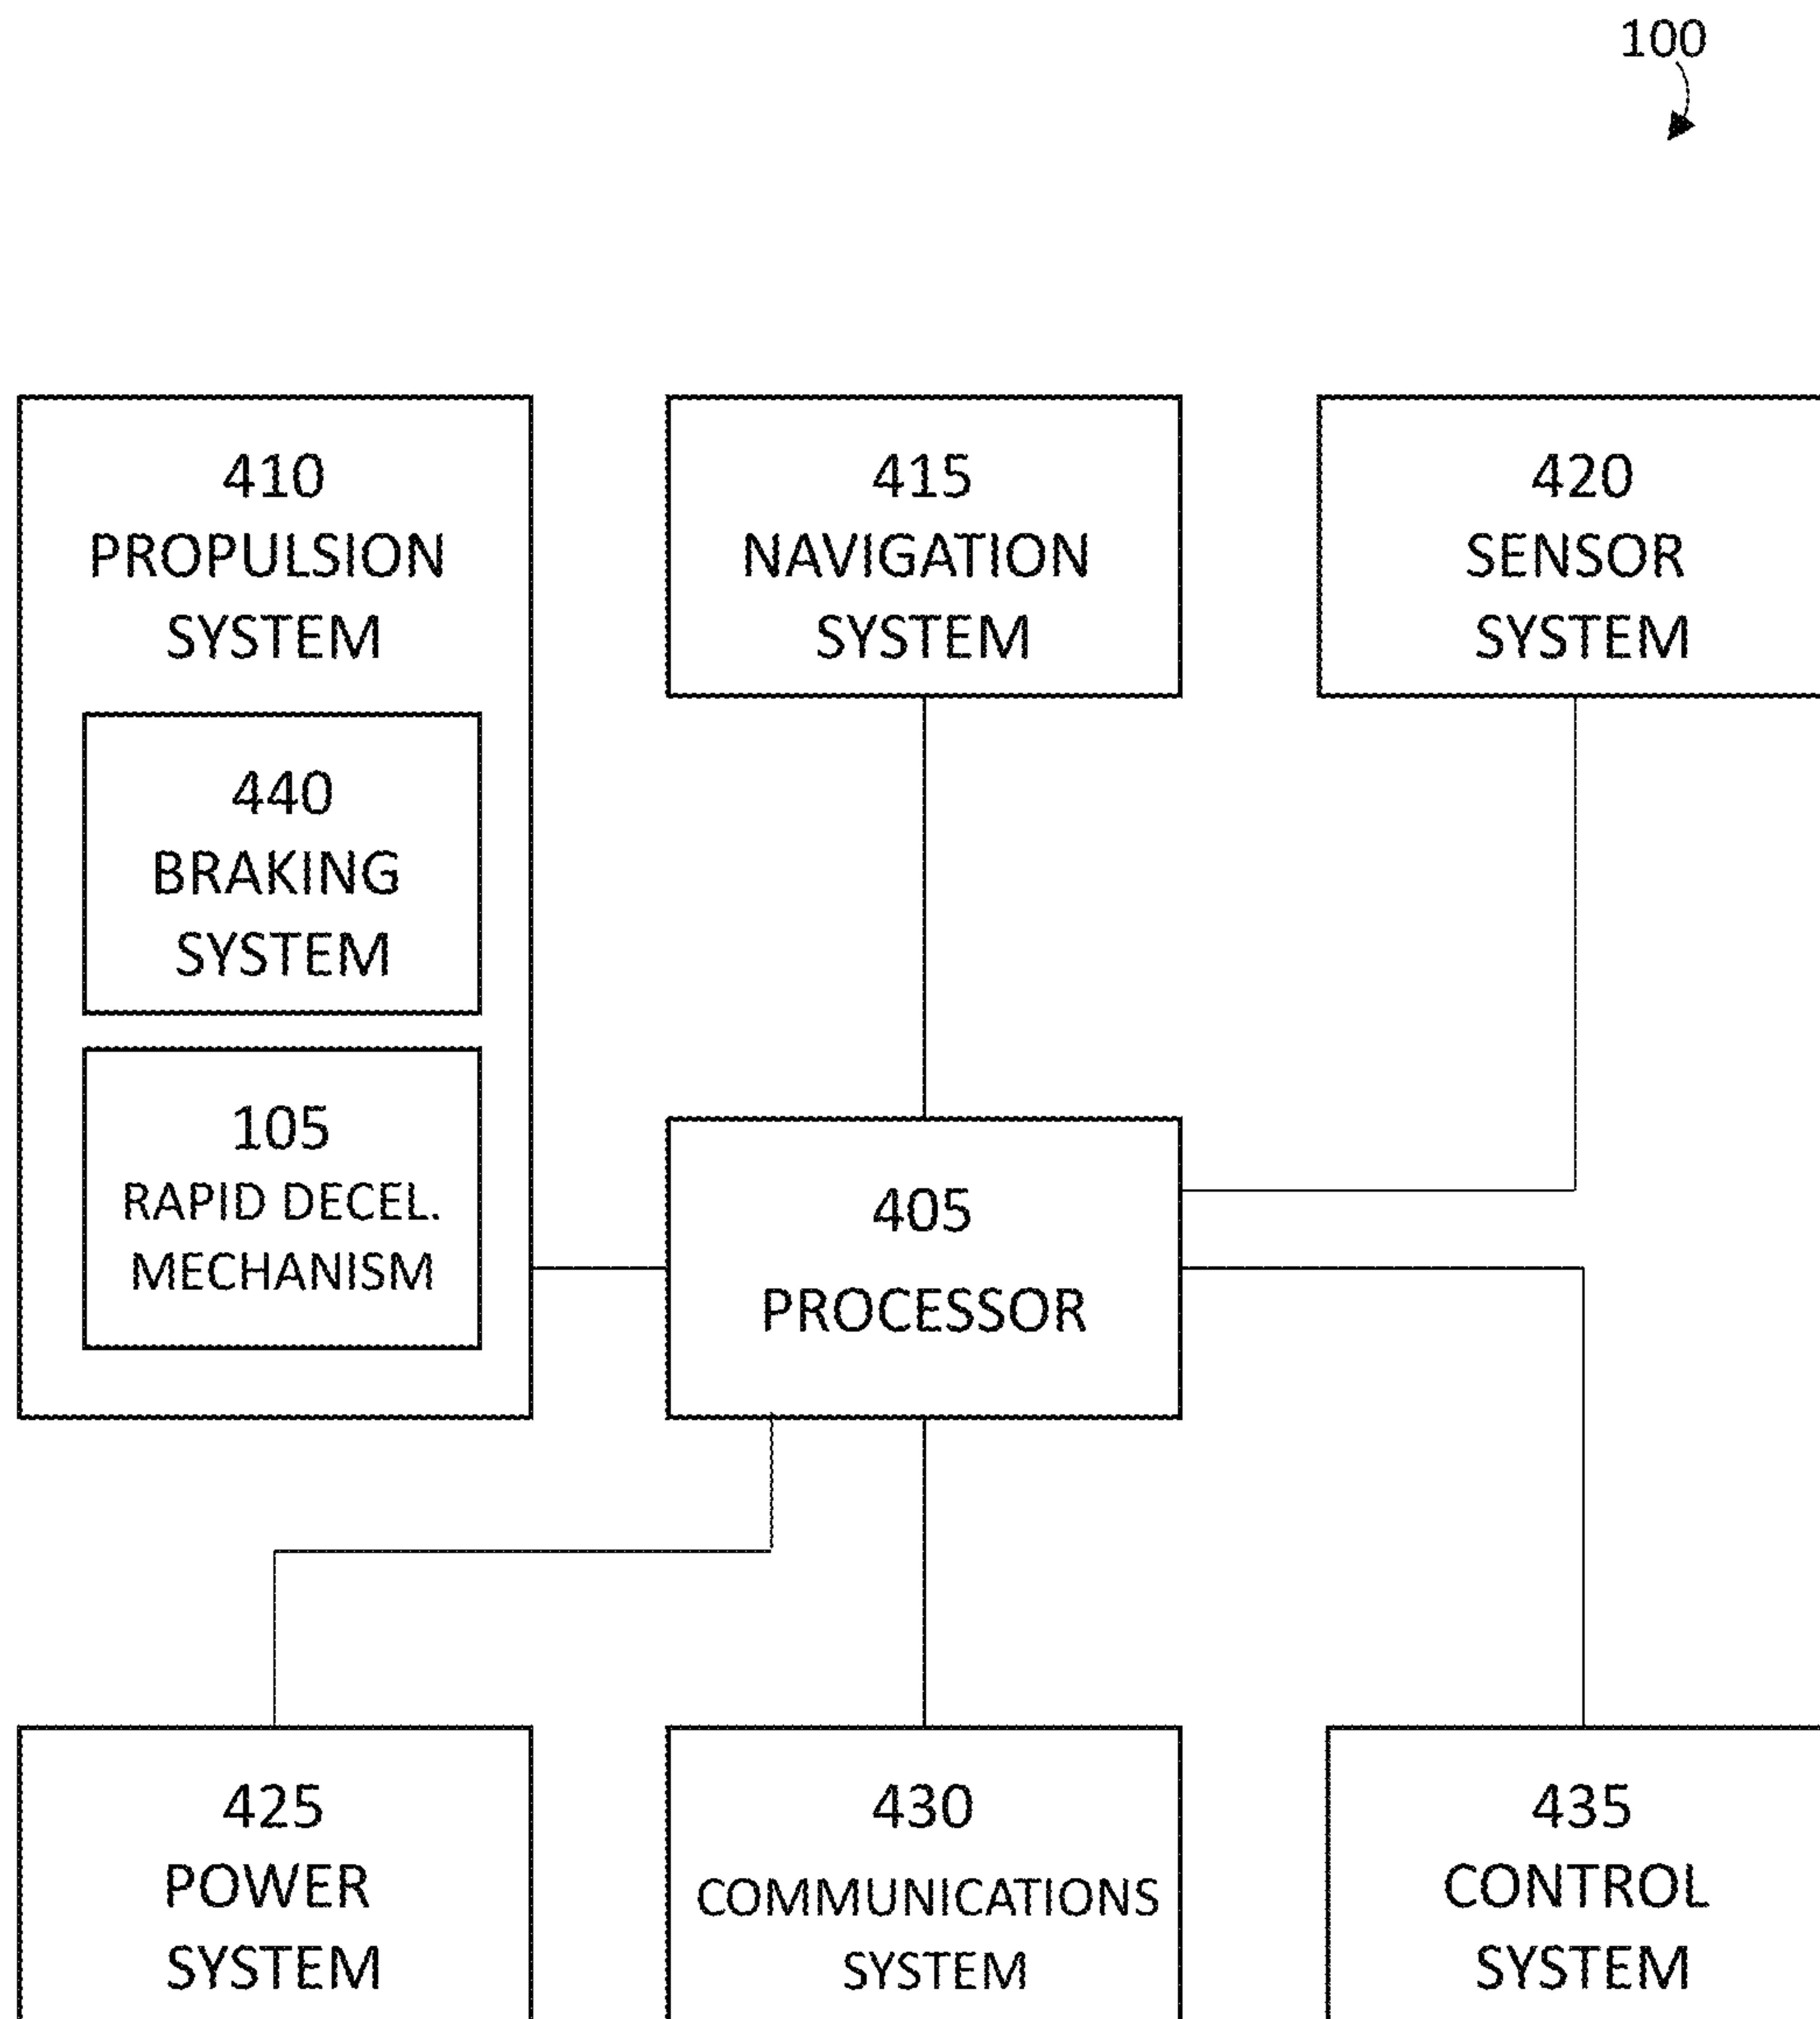 100
410
PROPULSION
SYSTEM
440
BRAKING
SYSTEM
105
RAPID DECEL.
MECHANISM
415
NAVIGATION
SYSTEM
420
SENSOR
SYSTEM
405
PROCESSOR
425
POWER
SYSTEM
430
COMMUNICATIONS
SYSTEM
435
CONTROL
SYSTEM